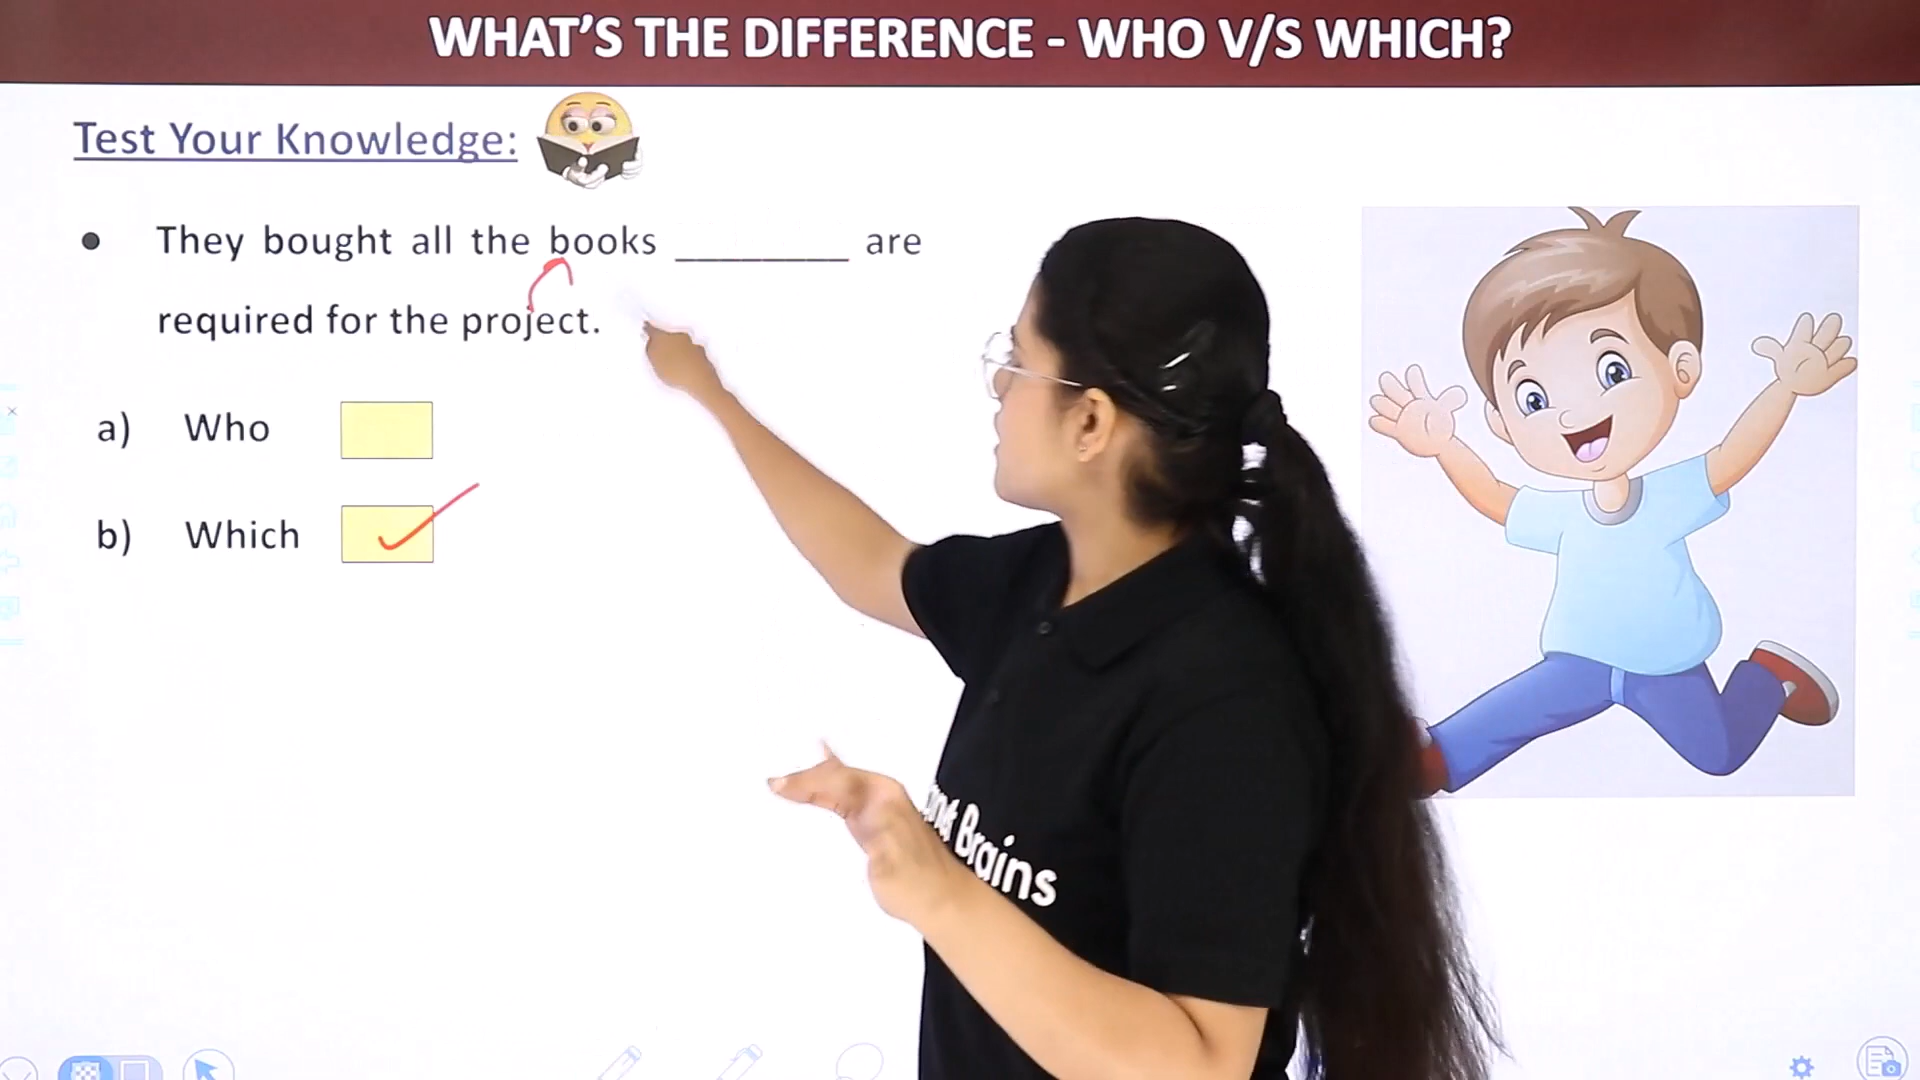 WHAT'S THE DIFFERENCE - WHO V/S WHICH?
Test Your Knowledge:
• They bought all the books ________ are
required for the project.
a) Who
b) Which
Brains